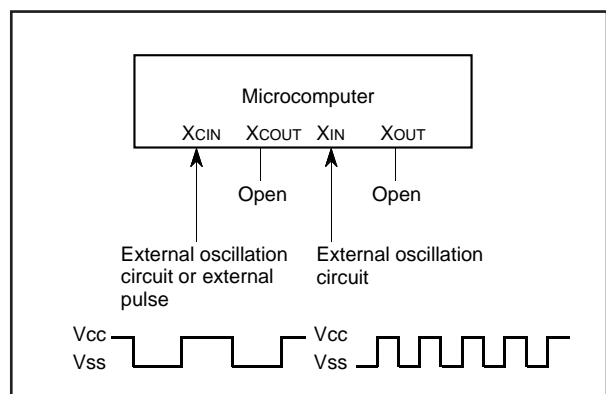 Microcomputer
XCIN XCOUT XIN XOUT
Open Open
External oscillation
circuit or external
pulse
External oscillation
circuit
Vcc
Vss
Vcc
Vss